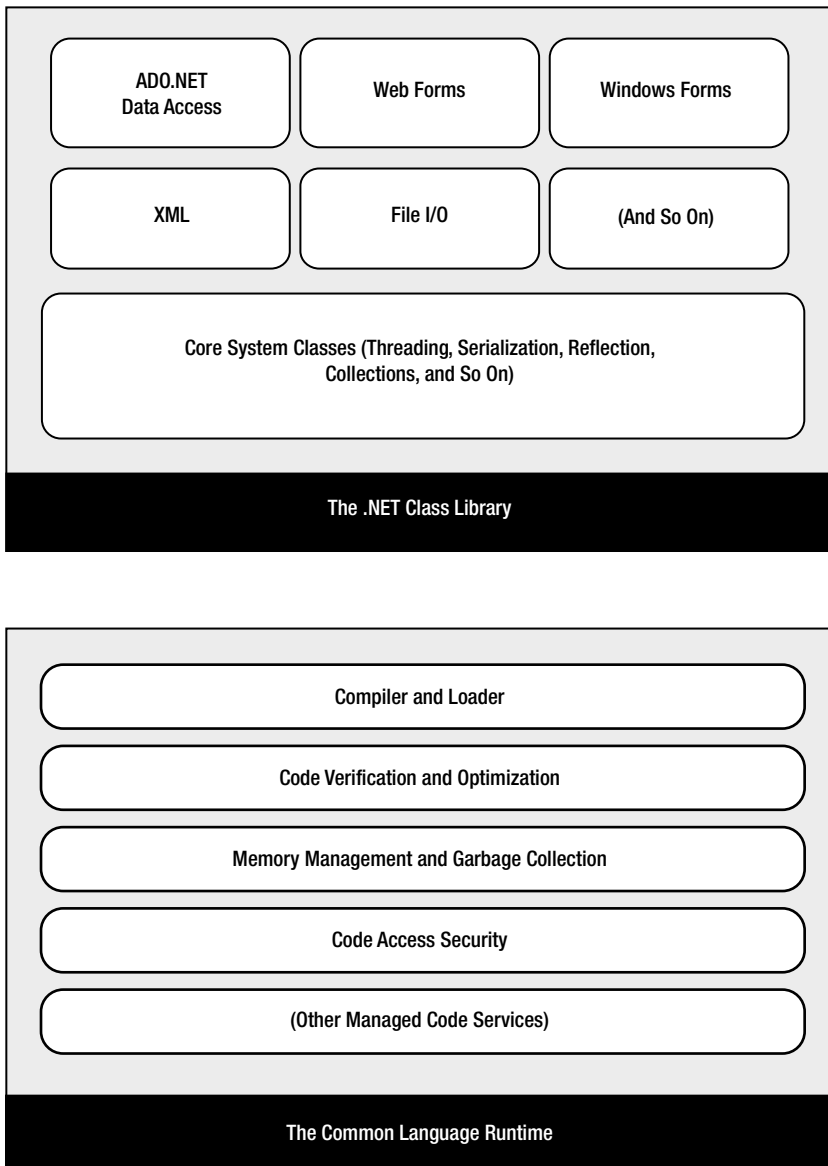 ADO.NET
Data Access
Web Forms
Windows Forms
XML
File I/O
(And So On)
Core System Classes (Threading, Serialization, Reflection,
Collections, and So On)
The .NET Class Library
Compiler and Loader
Code Verification and Optimization
Memory Management and Garbage Collection
Code Access Security
(Other Managed Code Services)
The Common Language Runtime